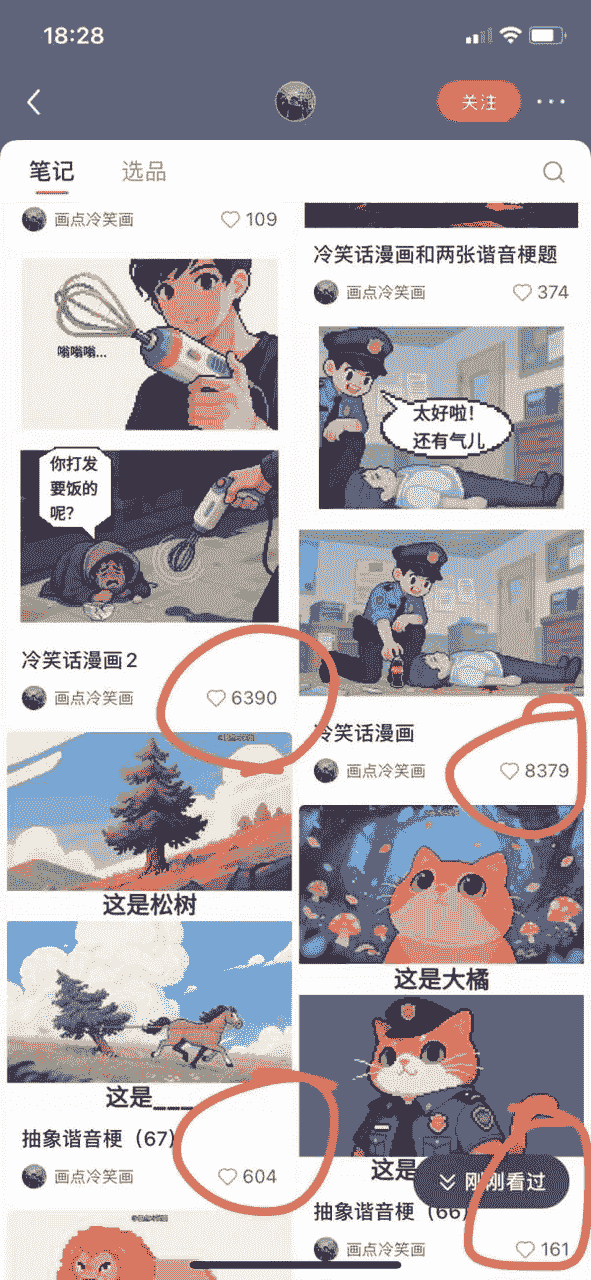 18:28
关注
笔记
选品
画点冷笑画
109
嗡嗡嗡...
你打发
要饭的
呢?
冷笑话漫画2
画点冷笑画
6390
这是松树
这是___
抽象谐音梗（67）
画点冷笑画
604
冷笑话漫画和两张谐音梗题
画点冷笑画
374
太好啦！
还有气儿
冷笑话漫画
画点冷笑画
8379
这是大橘
这是
刚刚看过
抽象谐音梗（66）
画点冷笑画
161